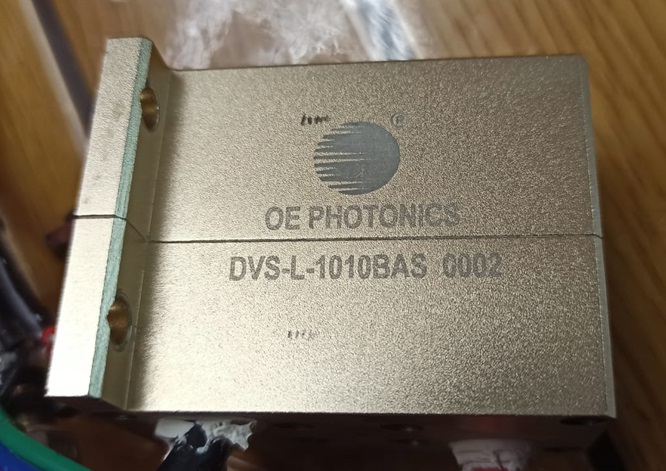 ®
OE PHOTONICS
DVS-L-1010BAS 0002